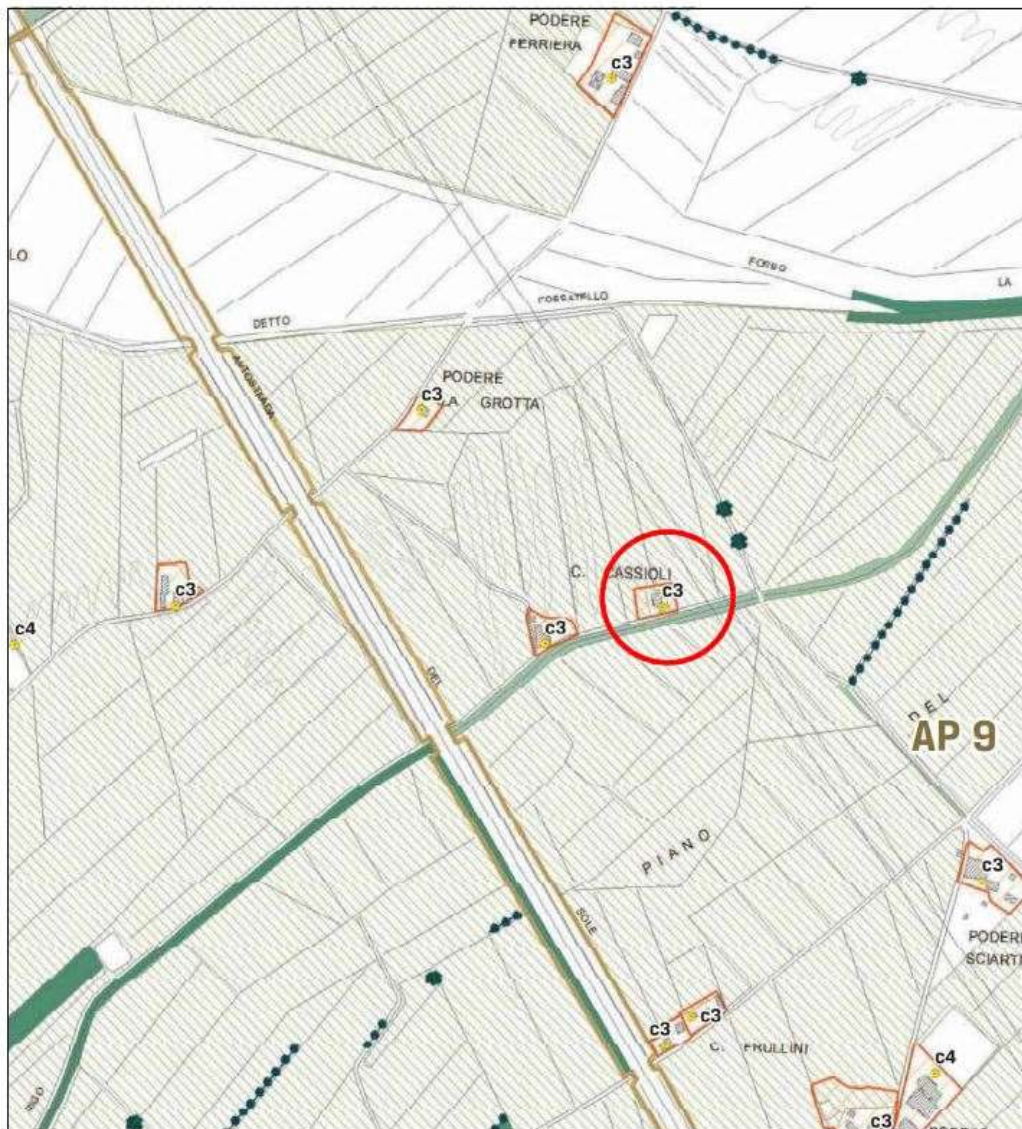 PODERE
FERRIERA
c3
LO
FOSSO
LA
DETTO
AUTOSTRADA
PODERE
c3
LA GROTTA
C. CASSIOLI
c3
c3
c3
c4
DEL
DEL
AP 9
PIANO
SOLE
c3
PODERE
SCIARTI
c3
c3
C. FRULLINI
c4
c3
c3